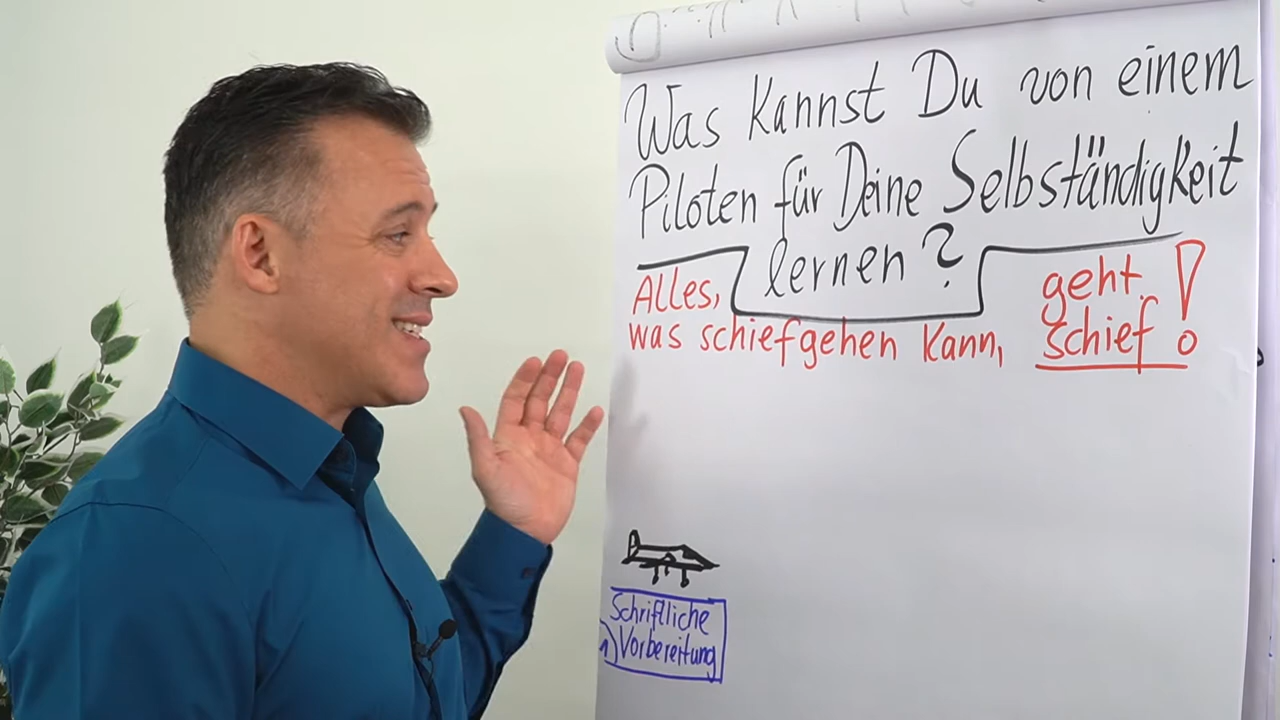 Was kannst Du von einem
Piloten für Deine Selbständigkeit
lernen?
Alles,
was schiefgehen kann,
geht
schief!
Schriftliche
1) Vorbereitung